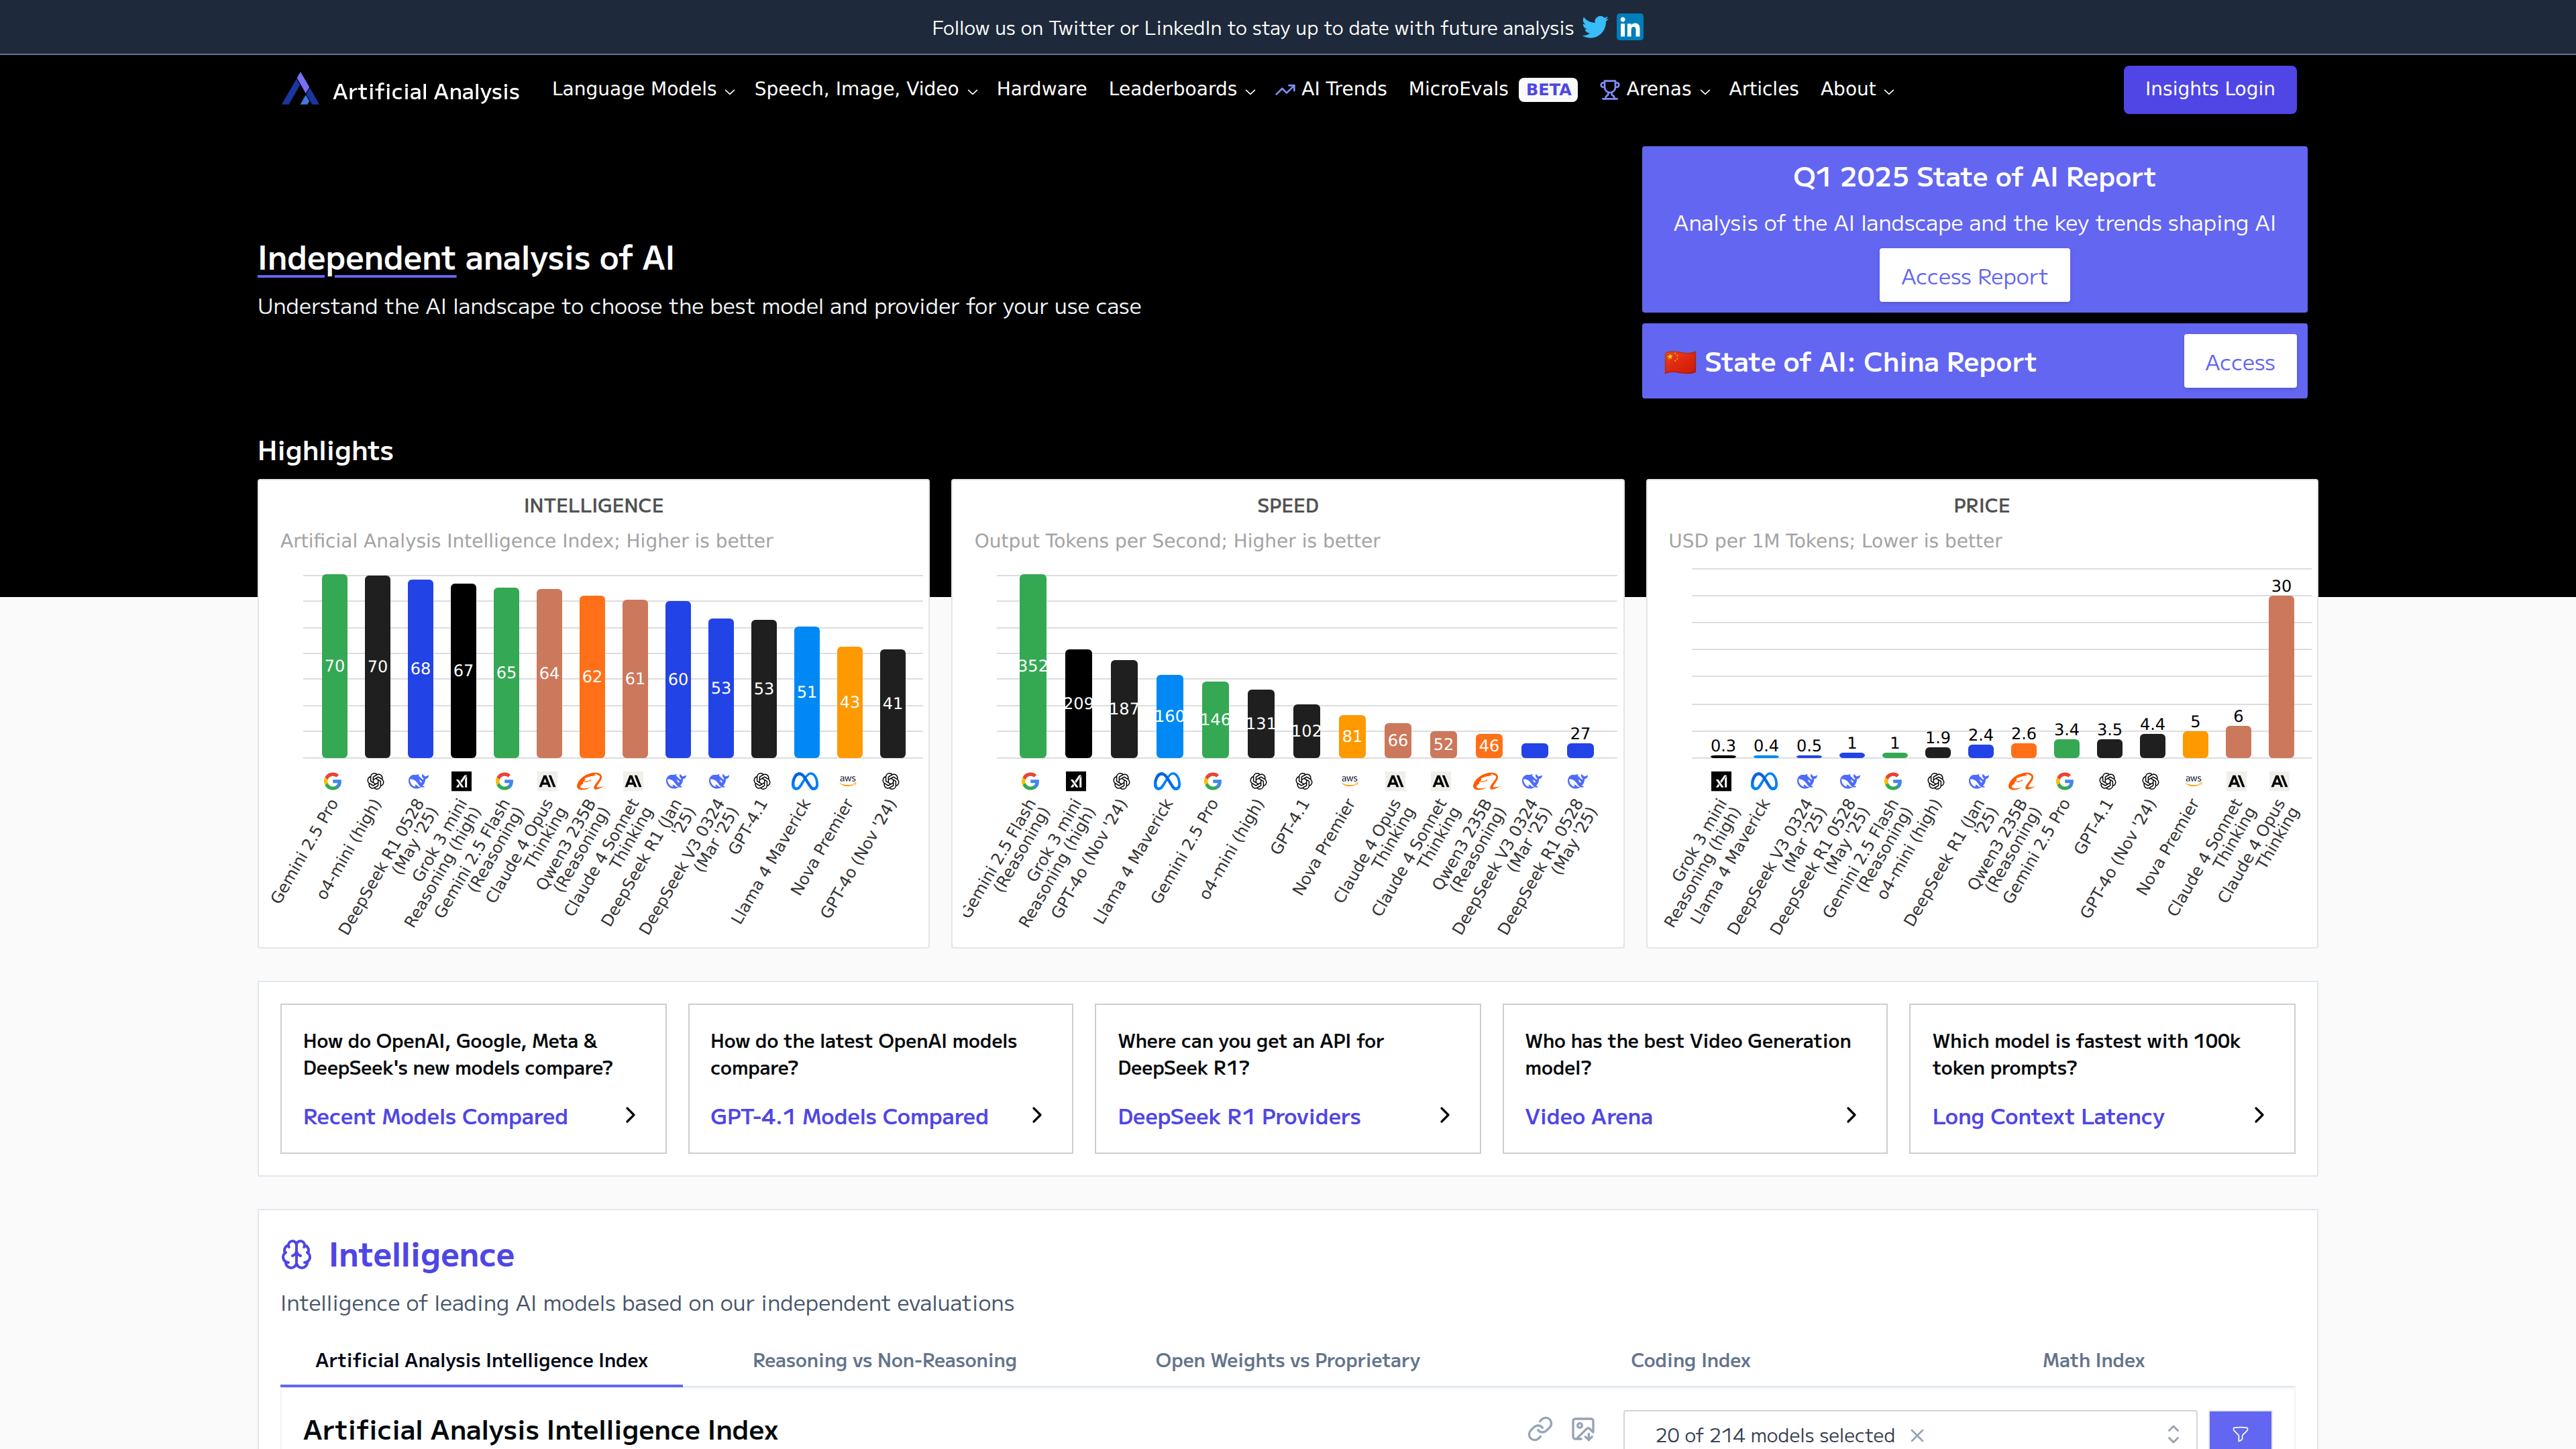 Follow us on Twitter or LinkedIn to stay up to date with future analysis
Artificial Analysis
Language Models
Speech, Image, Video
Hardware
Leaderboards
AI Trends
MicroEvals BETA
Arenas
Articles
About
Insights Login
Q1 2025 State of AI Report
Analysis of the AI landscape and the key trends shaping AI
Access Report
Independent analysis of AI
Understand the AI landscape to choose the best model and provider for your use case
State of AI: China Report
Access
Highlights
INTELLIGENCE
Artificial Analysis Intelligence Index; Higher is better
70 70 68 67 65 64 62 61 60 53 53 51 43 41
aws
Gemini 2.5 Pro
o4-mini (high)
DeepSeek R1 0528
(May '25)
Grok 3 mini
Reasoning (high)
Gemini 2.5 Flash
(Reasoning)
Claude 4 Opus
Thinking
Qwen3 235B
(Reasoning)
Claude 4 Sonnet
Thinking
DeepSeek R1 (Jan
'25)
DeepSeek V3 0324
(Mar '25)
GPT-4.1
Llama 4 Maverick
Nova Premier
GPT-4o (Nov '24)
SPEED
Output Tokens per Second; Higher is better
352 209 187 160 146 131 102 81 66 52 46 27
aws
Gemini 2.5 Flash
(Reasoning)
Grok 3 mini
Reasoning (high)
GPT-4o (Nov '24)
Llama 4 Maverick
Gemini 2.5 Pro
o4-mini (high)
GPT-4.1
Nova Premier
Claude 4 Opus
Thinking
Claude 4 Sonnet
Thinking
Qwen3 235B
(Reasoning)
DeepSeek V3 0324
(Mar '25)
DeepSeek R1 0528
(May '25)
PRICE
USD per 1M Tokens; Lower is better
0.3 0.4 0.5 1 1 1.9 2.4 2.6 3.4 3.5 4.4 5 6 30
aws
Grok 3 mini
Reasoning (high)
Llama 4 Maverick
DeepSeek V3 0324
(Mar '25)
DeepSeek R1 0528
(May '25)
Gemini 2.5 Flash
(Reasoning)
o4-mini (high)
DeepSeek R1 (Jan
'25)
Qwen3 235B
(Reasoning)
Gemini 2.5 Pro
GPT-4.1
GPT-4o (Nov '24)
Nova Premier
Claude 4 Sonnet
Thinking
Claude 4 Opus
Thinking
How do OpenAI, Google, Meta &
DeepSeek's new models compare?
Recent Models Compared
How do the latest OpenAI models
compare?
GPT-4.1 Models Compared
Where can you get an API for
DeepSeek R1?
DeepSeek R1 Providers
Who has the best Video Generation
model?
Video Arena
Which model is fastest with 100k
token prompts?
Long Context Latency
Intelligence
Intelligence of leading AI models based on our independent evaluations
Artificial Analysis Intelligence Index
Reasoning vs Non-Reasoning
Open Weights vs Proprietary
Coding Index
Math Index
Artificial Analysis Intelligence Index
20 of 214 models selected